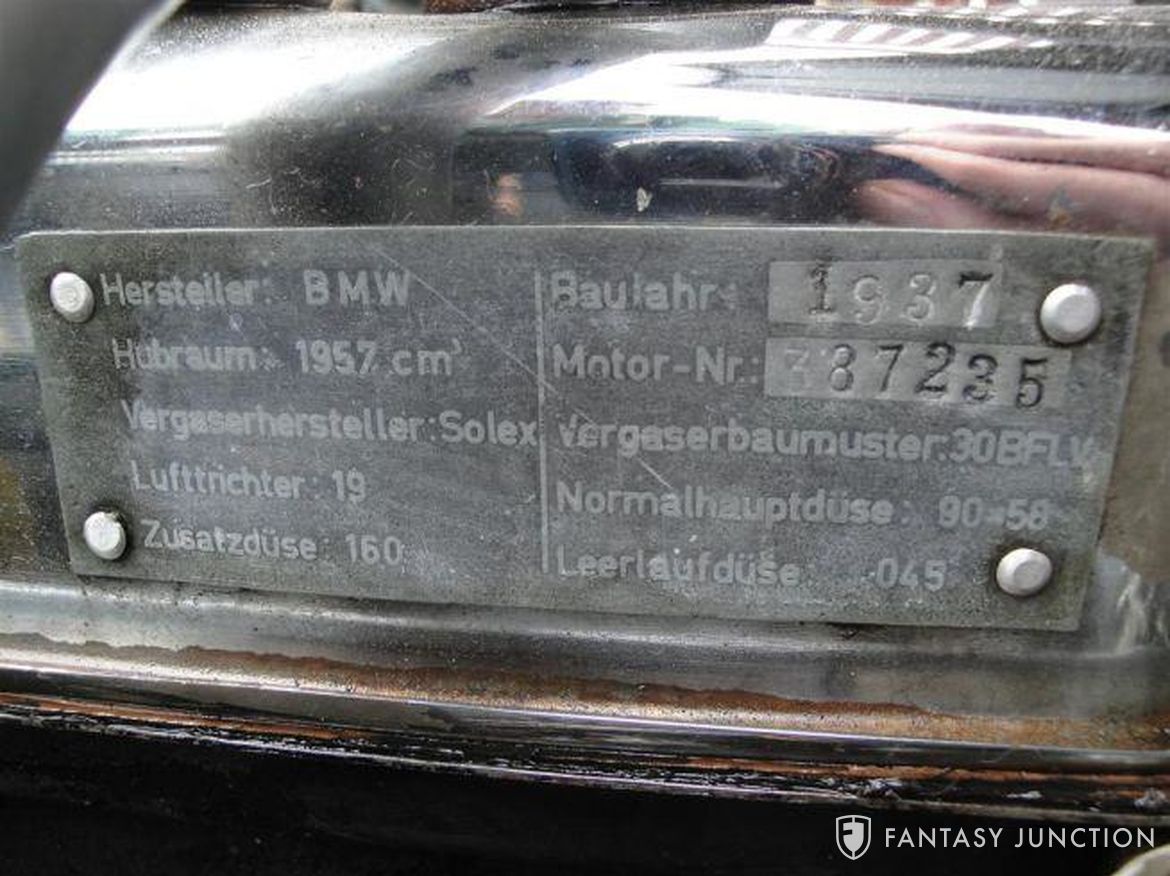 Hersteller: BMW
Hubraum: 1957 cm³
Vergaserhersteller: Solex
Lufttrichter: 19
Zusatzdüse: 160
Baujahr: 1937
Motor-Nr.: 387235
Vergaserbaumuster: 30BFLV
Normalhauptdüse: 90-58
Leerlaufdüse: 045
FANTASY JUNCTION